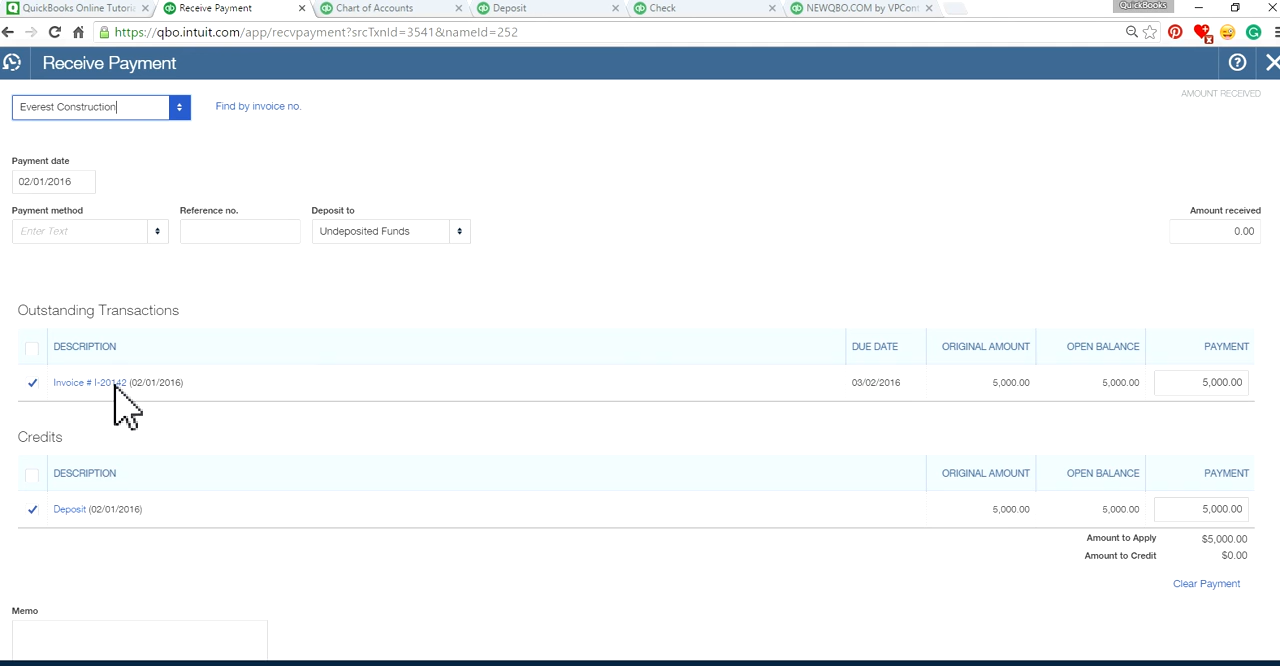 QuickBooks Online Tutoria
Receive Payment
Chart of Accounts
Deposit
Check
NEWQBO.COM by VPCont
QuickBooks
https://qbo.intuit.com/app/recvpayment?srcTxnId=3541&nameId=252
Receive Payment
Everest Construction
Find by invoice no.
AMOUNT RECEIVED
Payment date
02/01/2016
Payment method Reference no. Deposit to Amount received
Enter Text Undeposited Funds 0.00
Outstanding Transactions
DESCRIPTION DUE DATE ORIGINAL AMOUNT OPEN BALANCE PAYMENT
Invoice # I-20142 (02/01/2016) 03/02/2016 5,000.00 5,000.00 5,000.00
Credits
DESCRIPTION ORIGINAL AMOUNT OPEN BALANCE PAYMENT
Deposit (02/01/2016) 5,000.00 5,000.00 5,000.00
Amount to Apply $5,000.00
Amount to Credit $0.00
Clear Payment
Memo